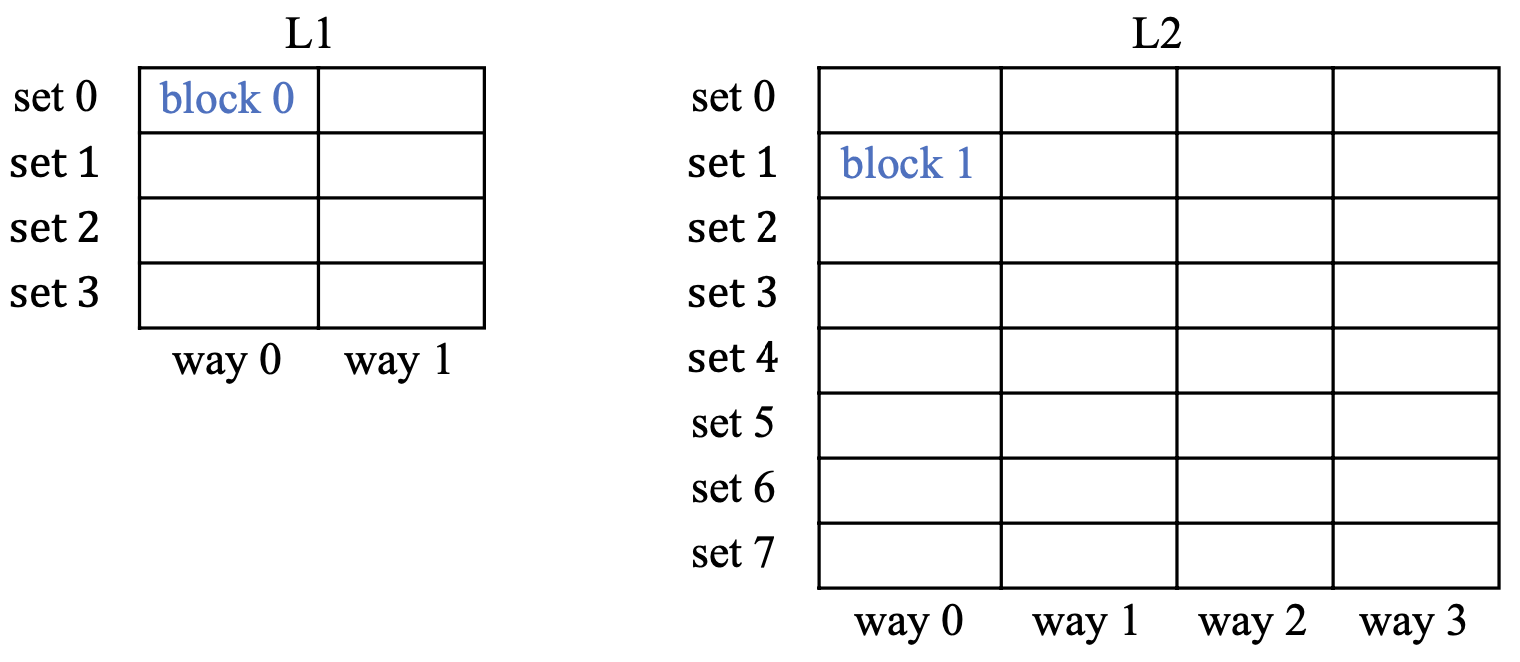 L1
set 0 block 0
set 1
set 2
set 3
way 0 way 1
L2
set 0
set 1 block 1
set 2
set 3
set 4
set 5
set 6
set 7
way 0 way 1 way 2 way 3